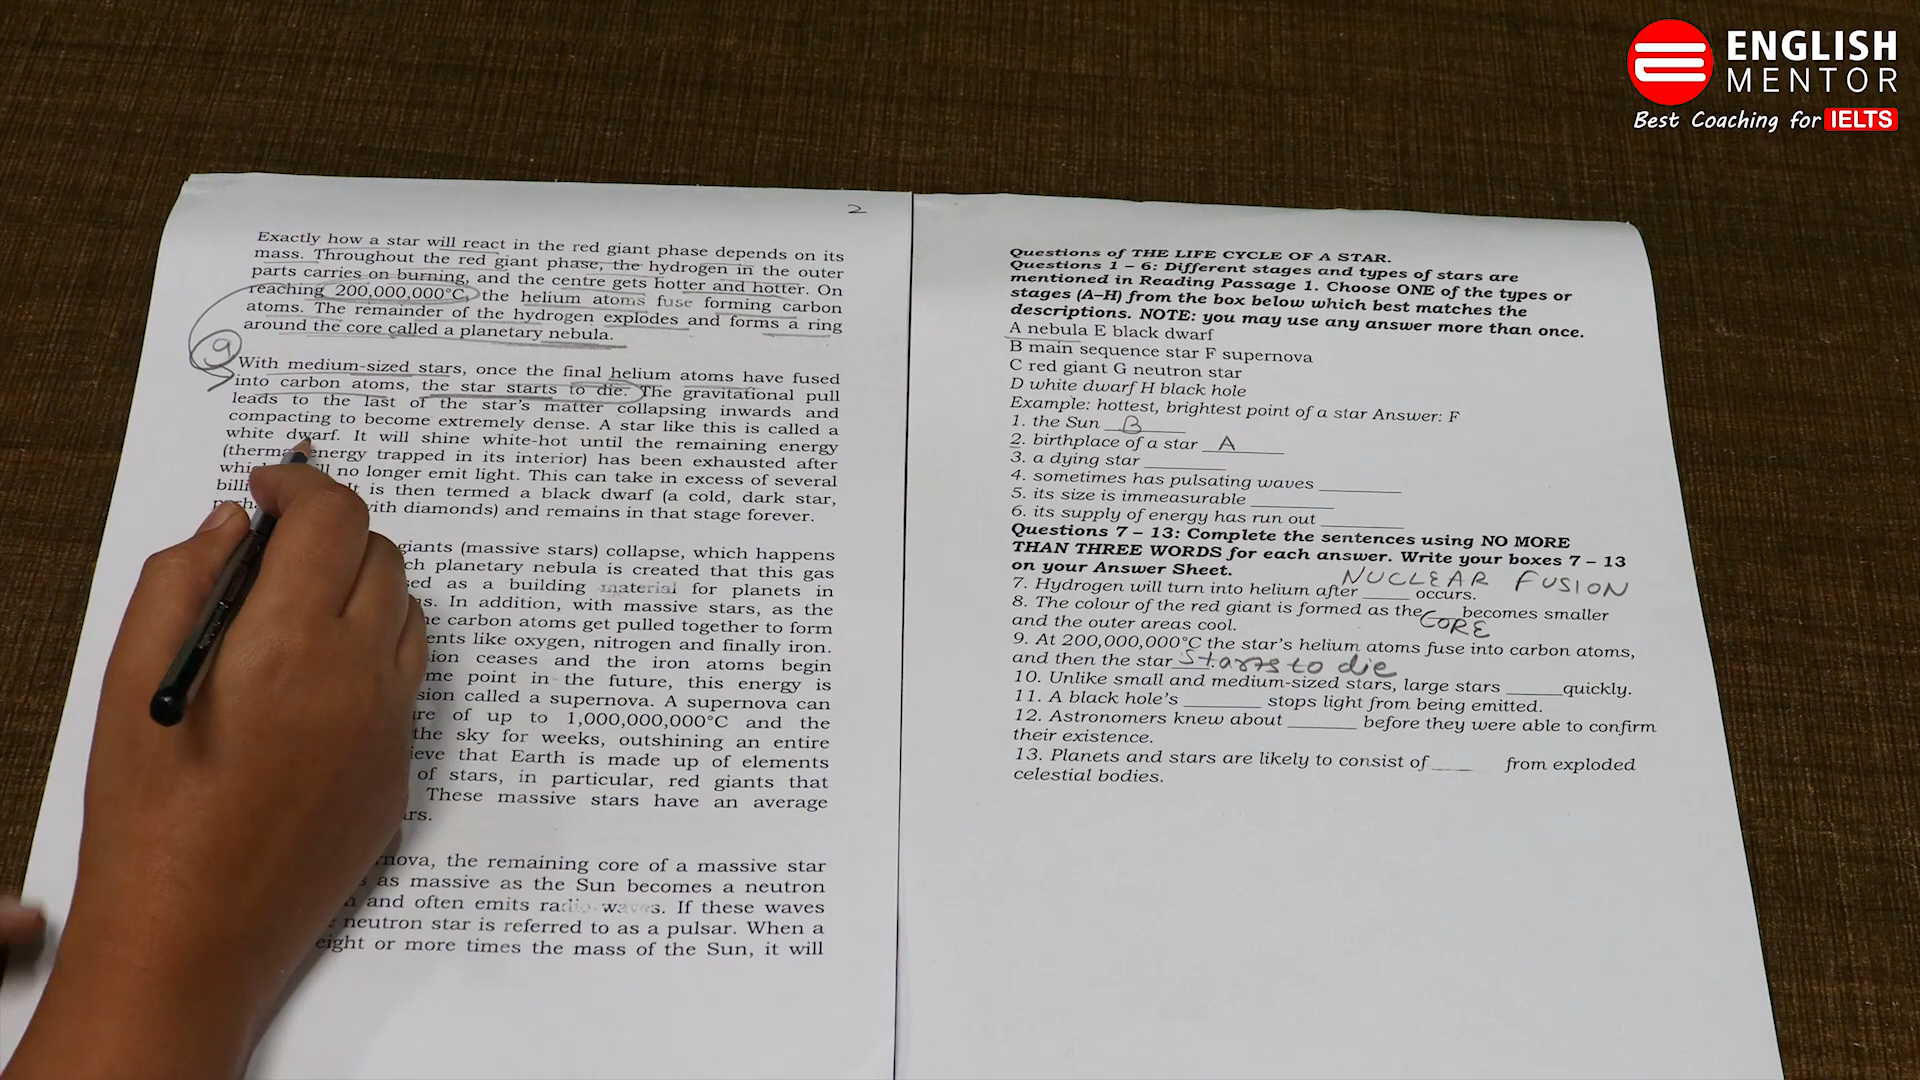 ENGLISH
MENTOR
Best Coaching for IELTS
2
Exactly how a star will react in the red giant phase depends on its
mass. Throughout the red giant phase, the hydrogen in the outer
parts carries on burning, and the centre gets hotter and hotter. On
reaching 200,000,000°C, the helium atoms fuse forming carbon
atoms. The remainder of the hydrogen explodes and forms a ring
around the core called a planetary nebula.
9
With medium-sized stars, once the final helium atoms have fused
into carbon atoms, the star starts to die. The gravitational pull
leads to the last of the star's matter collapsing inwards and
compacting to become extremely dense. A star like this is called a
white dwarf. It will shine white-hot until the remaining energy
energy trapped in its interior) has been exhausted after
no longer emit light. This can take in excess of several
is then termed a black dwarf (a cold, dark star,
with diamonds) and remains in that stage forever.
giants (massive stars) collapse, which happens
planetary nebula is created that this gas
as a building material for planets in
In addition, with massive stars, as the
carbon atoms get pulled together to form
like oxygen, nitrogen and finally iron.
ceases and the iron atoms begin
point in the future, this energy is
called a supernova. A supernova can
of up to 1,000,000,000°C and the
the sky for weeks, outshining an entire
that Earth is made up of elements
of stars, in particular, red giants that
These massive stars have an average
the remaining core of a massive star
as massive as the Sun becomes a neutron
and often emits radio waves. If these waves
neutron star is referred to as a pulsar. When a
eight or more times the mass of the Sun, it will
Questions of THE LIFE CYCLE OF A STAR.
Questions 1 – 6: Different stages and types of stars are
mentioned in Reading Passage 1. Choose ONE of the types or
stages (A–H) from the box below which best matches the
descriptions. NOTE: you may use any answer more than once.
A nebula E black dwarf
B main sequence star F supernova
C red giant G neutron star
D white dwarf H black hole
Example: hottest, brightest point of a star Answer: F
1. the Sun B
2. birthplace of a star A
3. a dying star ________
4. sometimes has pulsating waves ________
5. its size is immeasurable ________
6. its supply of energy has run out ________
Questions 7 – 13: Complete the sentences using NO MORE
THAN THREE WORDS for each answer. Write your boxes 7 – 13
on your Answer Sheet.
NUCLEAR FUSION
7. Hydrogen will turn into helium after _____ occurs.
8. The colour of the red giant is formed as the ____ becomes smaller
CORE
and the outer areas cool.
9. At 200,000,000°C the star's helium atoms fuse into carbon atoms,
and then the star starts to die
10. Unlike small and medium-sized stars, large stars ______quickly.
11. A black hole's ________ stops light from being emitted.
12. Astronomers knew about _______ before they were able to confirm
their existence.
13. Planets and stars are likely to consist of _____ from exploded
celestial bodies.